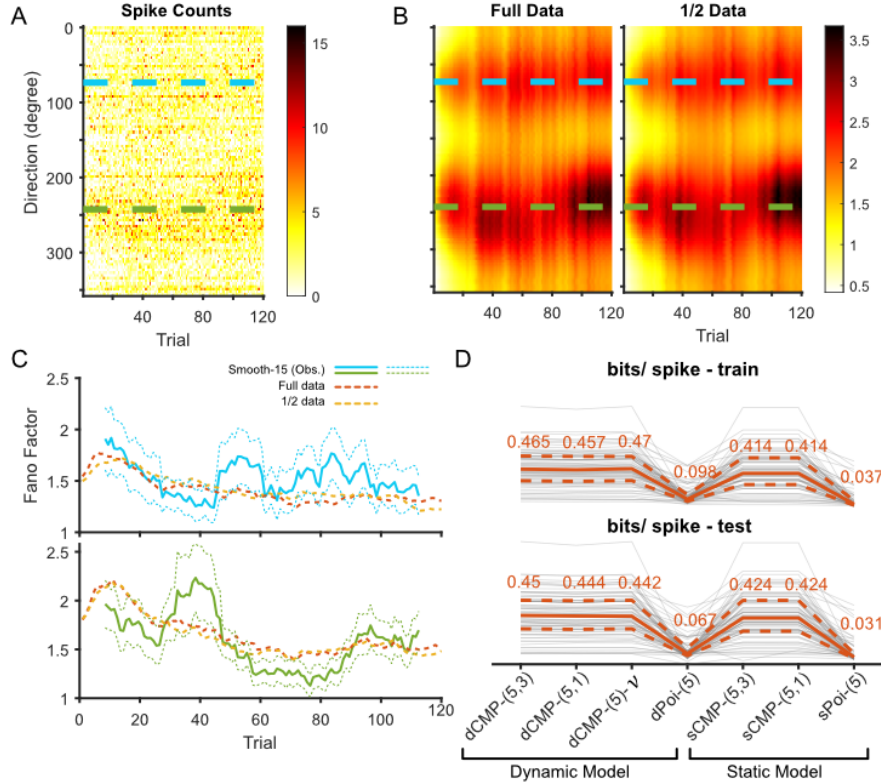 A
Spike Counts
Direction (degree)
0
100
200
300
40
80
120
Trial
15
10
5
0
B
Full Data
1/2 Data
40
80
120
40
80
120
Trial
3.5
3
2.5
2
1.5
1
0.5
C
Smooth-15 (Obs.)
Full data
1/2 data
Fano Factor
2.5
2
1.5
1
2.5
2
1.5
1
0
20
40
60
80
100
120
Trial
D
bits/ spike - train
0.465
0.457
0.47
0.098
0.414
0.414
0.037
bits/ spike - test
0.45
0.444
0.442
0.067
0.424
0.424
0.031
dCMP-(5,3)
dCMP-(5,1)
dCMP-(5)-ν
dPoi-(5)
sCMP-(5,3)
sCMP-(5,1)
sPoi-(5)
Dynamic Model
Static Model